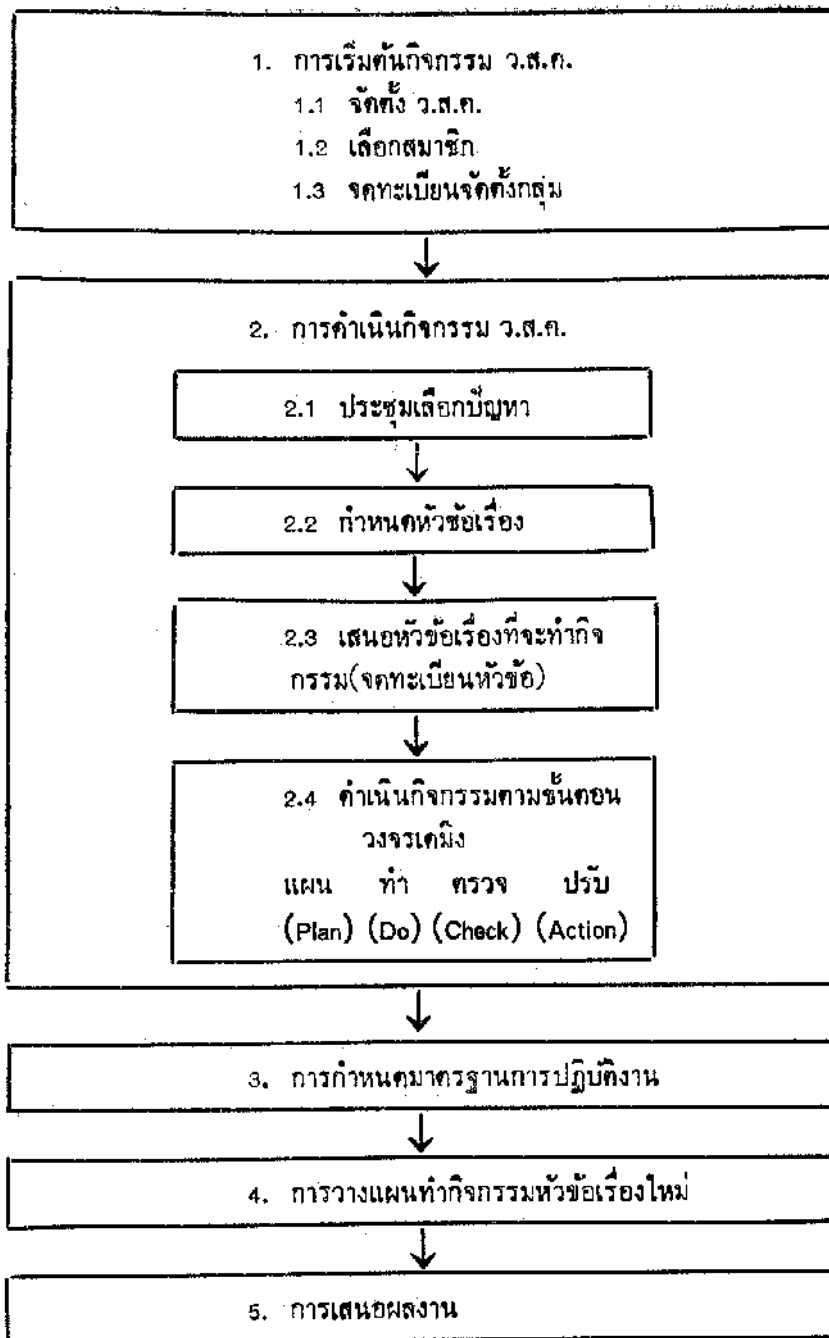 1. การเริ่มต้นกิจกรรม ว.ส.ค.
1.1 จัดตั้ง ว.ส.ค.
1.2 เลือกสมาชิก
1.3 จดทะเบียนจัดตั้งกลุ่ม
2. การดำเนินกิจกรรม ว.ส.ค.
2.1 ประชุมเลือกปัญหา
2.2 กำหนดหัวข้อเรื่อง
2.3 เสนอหัวข้อเรื่องที่จะทำกิจ
กรรม(จดทะเบียนหัวข้อ)
2.4 ดำเนินกิจกรรมตามขั้นตอน
วงจรเดมิง
แผน ทำ ตรวจ ปรับ
(Plan) (Do) (Check) (Action)
3. การกำหนดมาตรฐานการปฏิบัติงาน
4. การวางแผนทำกิจกรรมหัวข้อเรื่องใหม่
5. การเสนอผลงาน